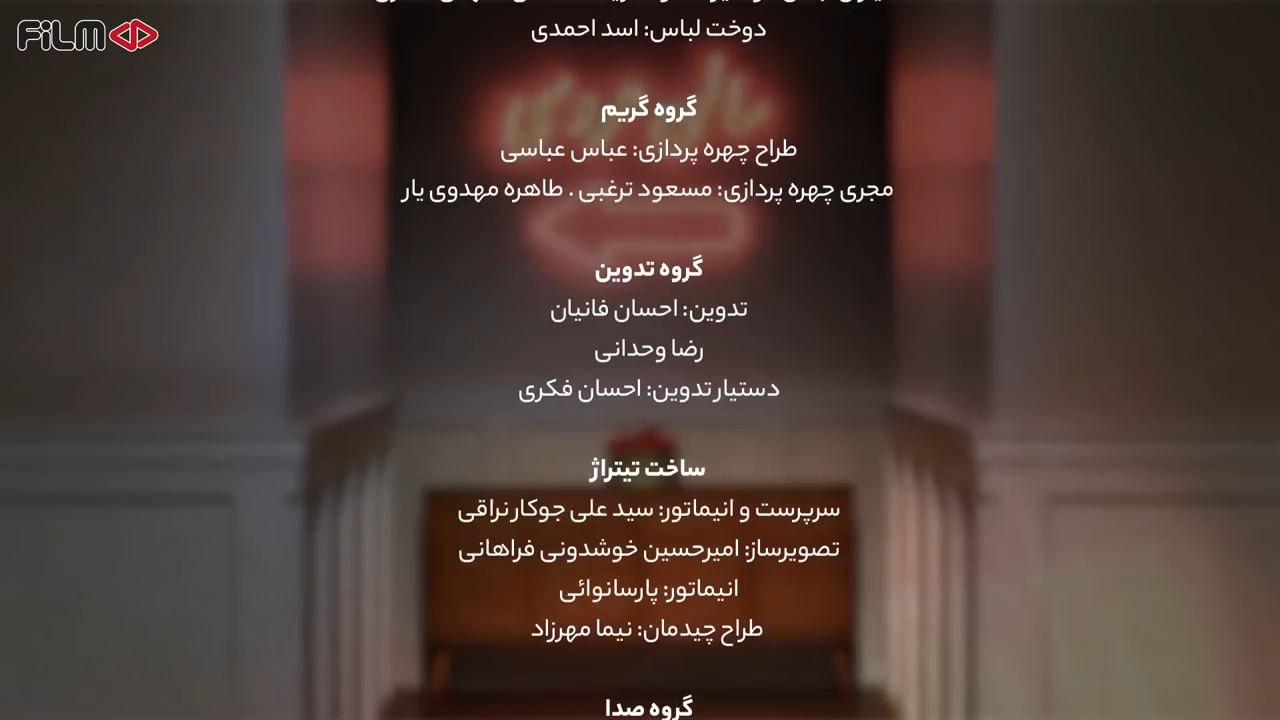 FiLM
دوخت لباس: اسد احمدی
گروه گریم
طراح چهره پردازی: عباس عباسی
مجری چهره پردازی: مسعود ترغبی . طاهره مهدوی یار
گروه تدوین
تدوین: احسان فانیان
رضا وحدانی
دستیار تدوین: احسان فکری
ساخت تیتراژ
سرپرست و انیماتور: سید علی جوکار نراقی
تصویرساز: امیرحسین خوشدونی فراهانی
انیماتور: پارسا نوائی
طراح چیدمان: نیما مهرزاد
گروه صدا